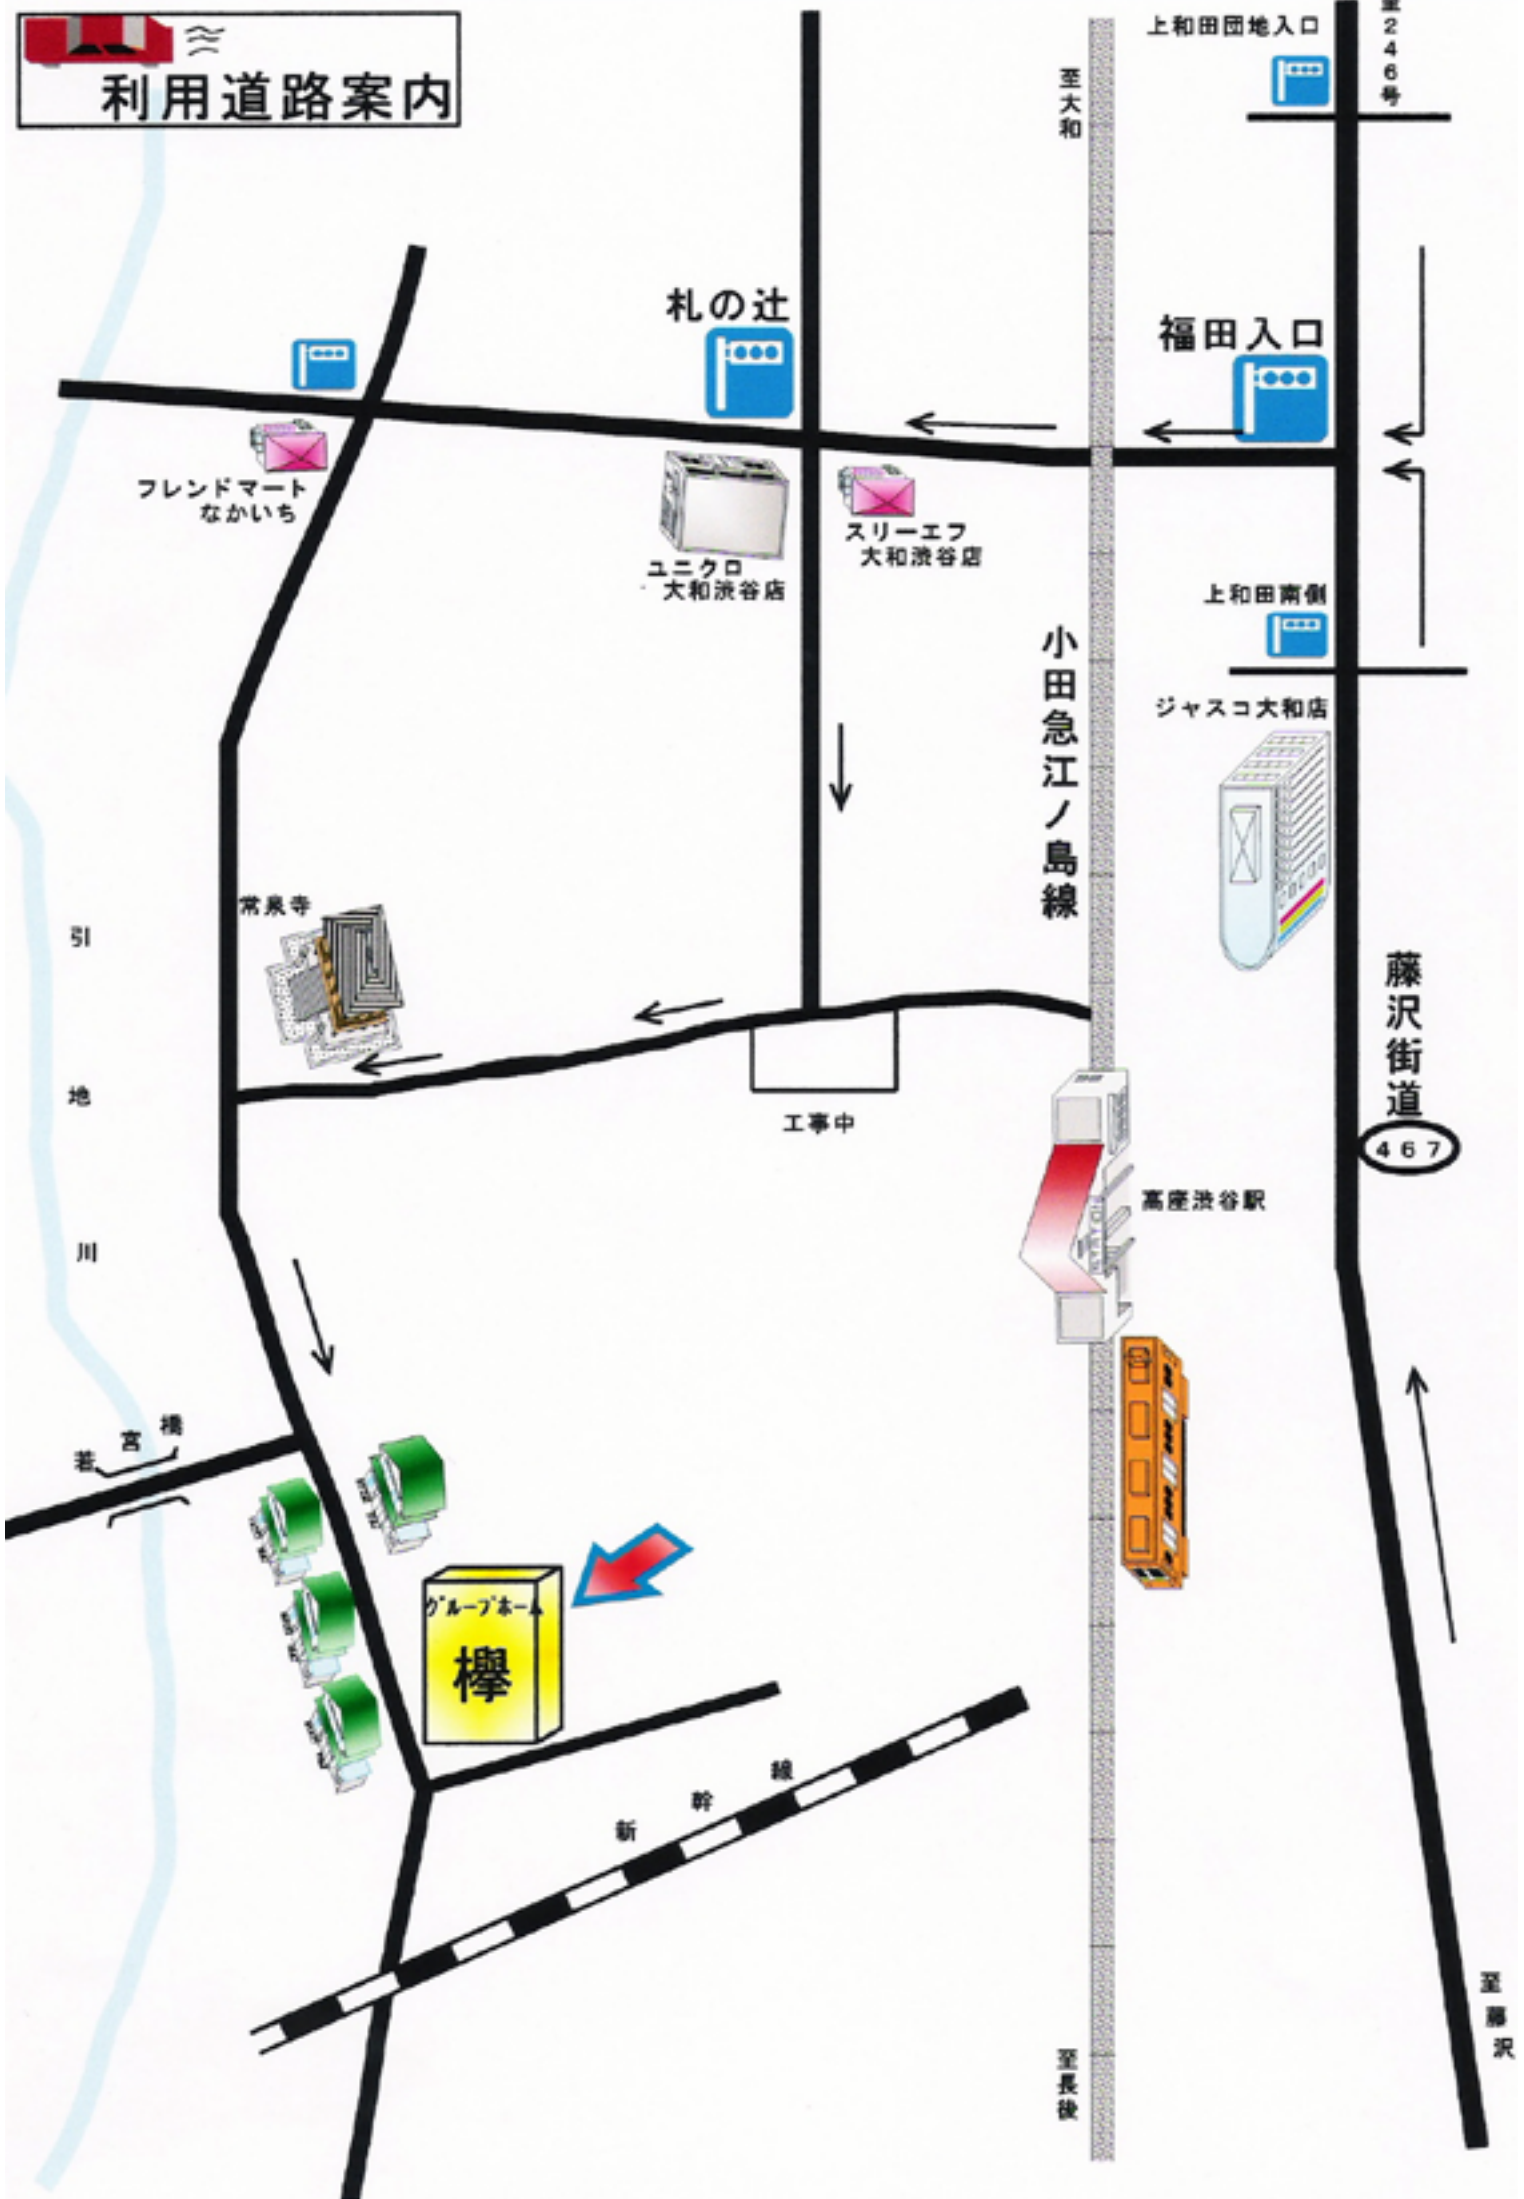 利用道路案内
上和田団地入口
至246号
至大和
札の辻
福田入口
フレンドマート
なかいち
スリーエフ
大和渋谷店
ユニクロ
大和渋谷店
上和田南側
小田急江ノ島線
ジャスコ大和店
常泉寺
引地川
藤沢街道
467
工事中
高座渋谷駅
若宮橋
グループホーム
欅
新幹線
至藤沢
至長後